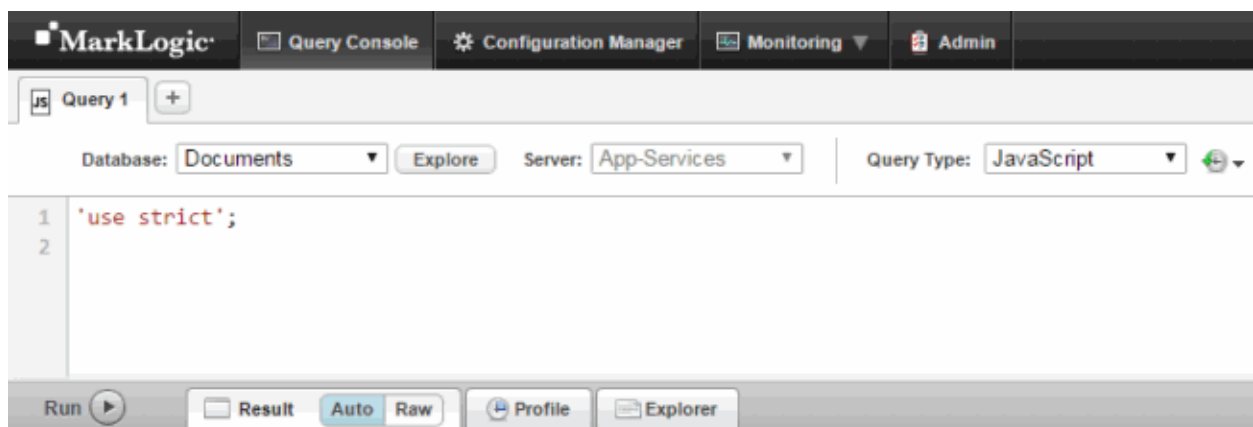 MarkLogic Query Console Configuration Manager Monitoring ▼ Admin
JS Query 1 +
Database: Documents ▼ Explore Server: App-Services ▼ Query Type: JavaScript ▼
1 'use strict';
2
Run Result Auto Raw Profile Explorer